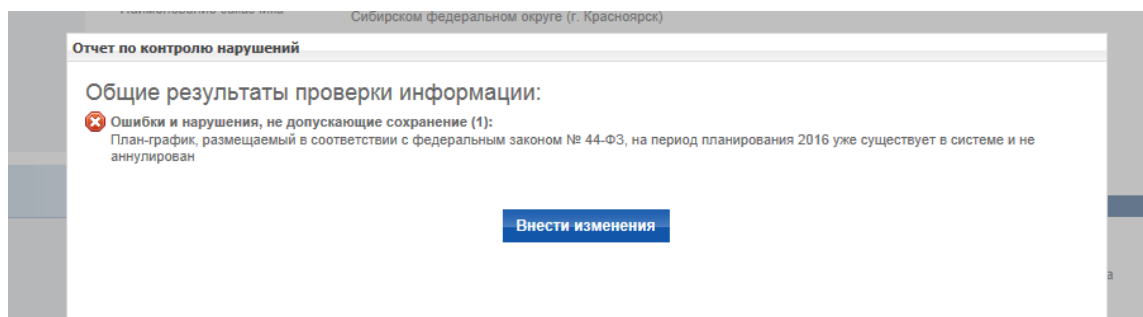 Сибирском федеральном округе (г. Красноярск)
Отчет по контролю нарушений
Общие результаты проверки информации:
Ошибки и нарушения, не допускающие сохранение (1):
План-график, размещаемый в соответствии с федеральным законом № 44-ФЗ, на период планирования 2016 уже существует в системе и не
аннулирован
Внести изменения
а